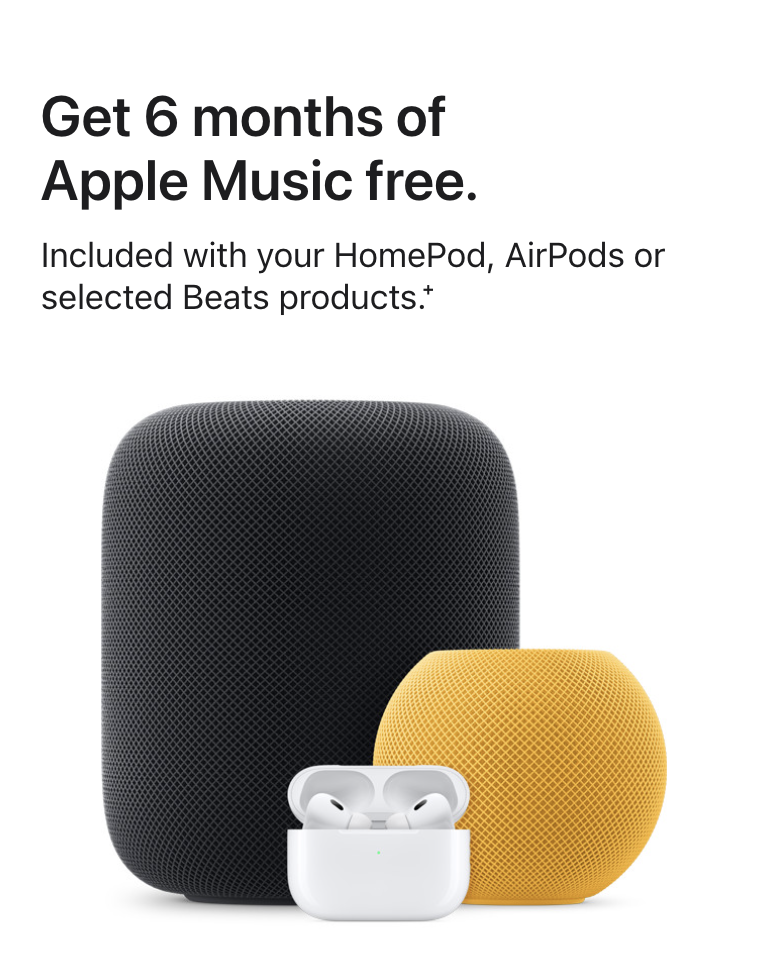 Get 6 months of
Apple Music free.
Included with your HomePod, AirPods or
selected Beats products.⁺